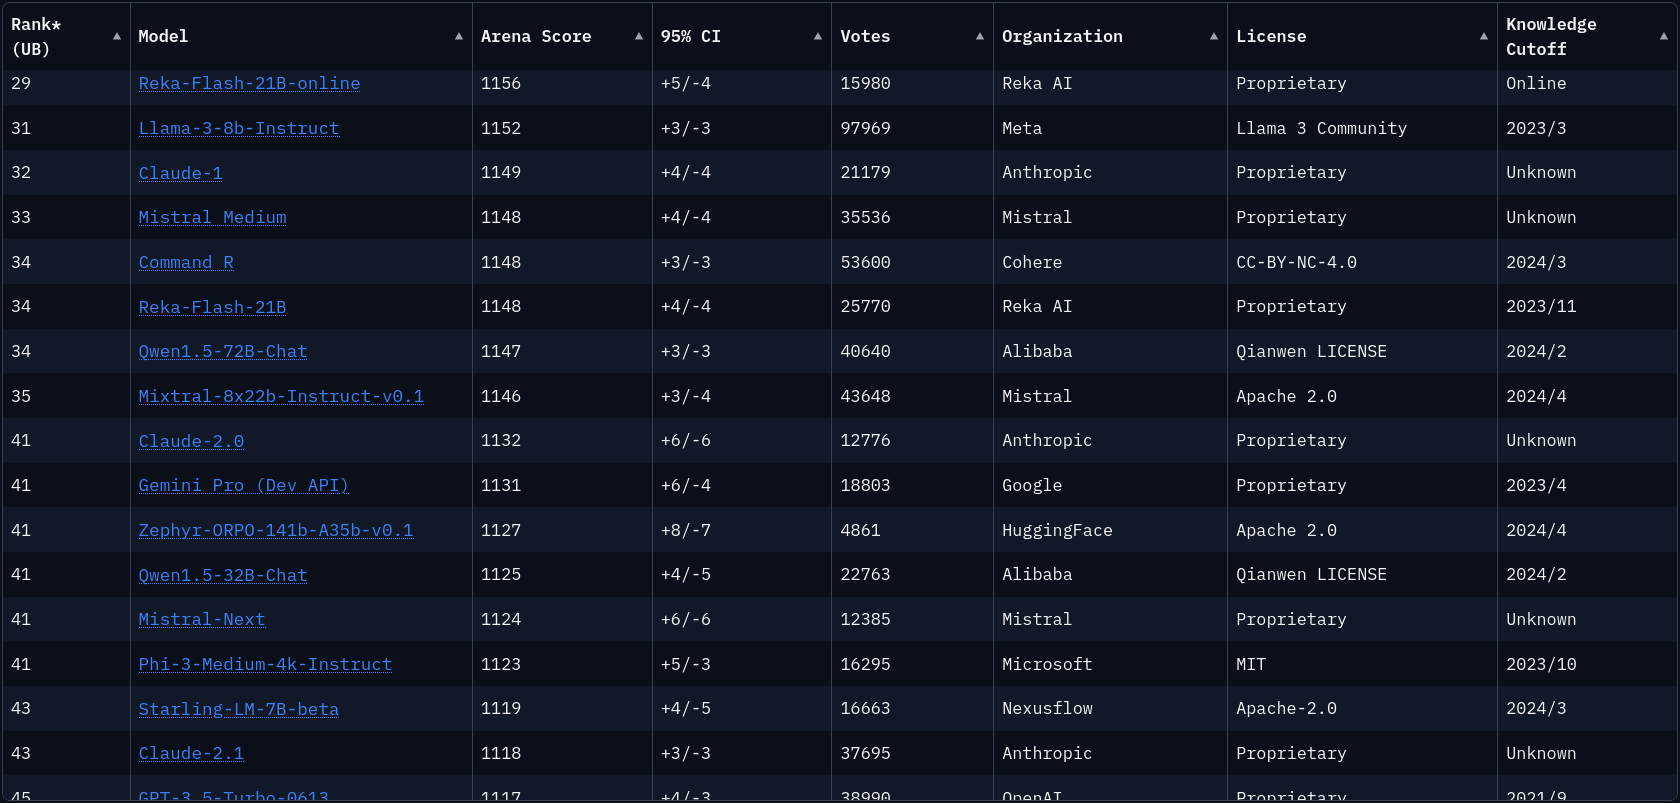 Rank* (UB) ▲ Model ▲ Arena Score ▲ 95% CI ▲ Votes ▲ Organization ▲ License ▲ Knowledge Cutoff ▲
29 Reka-Flash-21B-online 1156 +5/-4 15980 Reka AI Proprietary Online
31 Llama-3-8b-Instruct 1152 +3/-3 97969 Meta Llama 3 Community 2023/3
32 Claude-1 1149 +4/-4 21179 Anthropic Proprietary Unknown
33 Mistral Medium 1148 +4/-4 35536 Mistral Proprietary Unknown
34 Command R 1148 +3/-3 53600 Cohere CC-BY-NC-4.0 2024/3
34 Reka-Flash-21B 1148 +4/-4 25770 Reka AI Proprietary 2023/11
34 Qwen1.5-72B-Chat 1147 +3/-3 40640 Alibaba Qianwen LICENSE 2024/2
35 Mixtral-8x22b-Instruct-v0.1 1146 +3/-4 43648 Mistral Apache 2.0 2024/4
41 Claude-2.0 1132 +6/-6 12776 Anthropic Proprietary Unknown
41 Gemini Pro (Dev API) 1131 +6/-4 18803 Google Proprietary 2023/4
41 Zephyr-ORPO-141b-A35b-v0.1 1127 +8/-7 4861 HuggingFace Apache 2.0 2024/4
41 Qwen1.5-32B-Chat 1125 +4/-5 22763 Alibaba Qianwen LICENSE 2024/2
41 Mistral-Next 1124 +6/-6 12385 Mistral Proprietary Unknown
41 Phi-3-Medium-4k-Instruct 1123 +5/-3 16295 Microsoft MIT 2023/10
43 Starling-LM-7B-beta 1119 +4/-5 16663 Nexusflow Apache-2.0 2024/3
43 Claude-2.1 1118 +3/-3 37695 Anthropic Proprietary Unknown
45 GPT-3.5-Turbo-0613 1117 +4/-3 38990 OpenAI Proprietary 2021/9